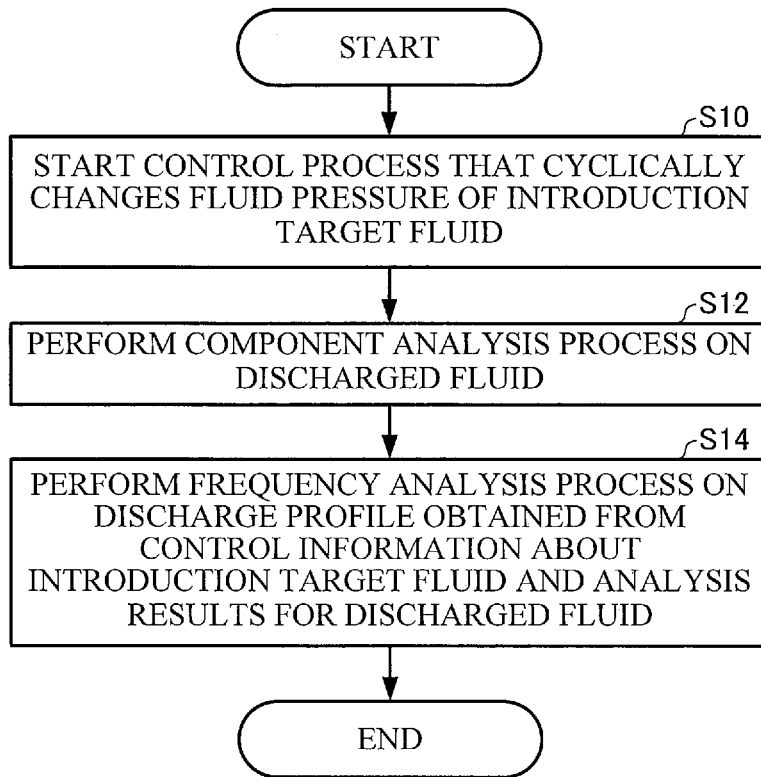 START
S10
START CONTROL PROCESS THAT CYCLICALLY
CHANGES FLUID PRESSURE OF INTRODUCTION
TARGET FLUID
S12
PERFORM COMPONENT ANALYSIS PROCESS ON
DISCHARGED FLUID
S14
PERFORM FREQUENCY ANALYSIS PROCESS ON
DISCHARGE PROFILE OBTAINED FROM
CONTROL INFORMATION ABOUT
INTRODUCTION TARGET FLUID AND ANALYSIS
RESULTS FOR DISCHARGED FLUID
END